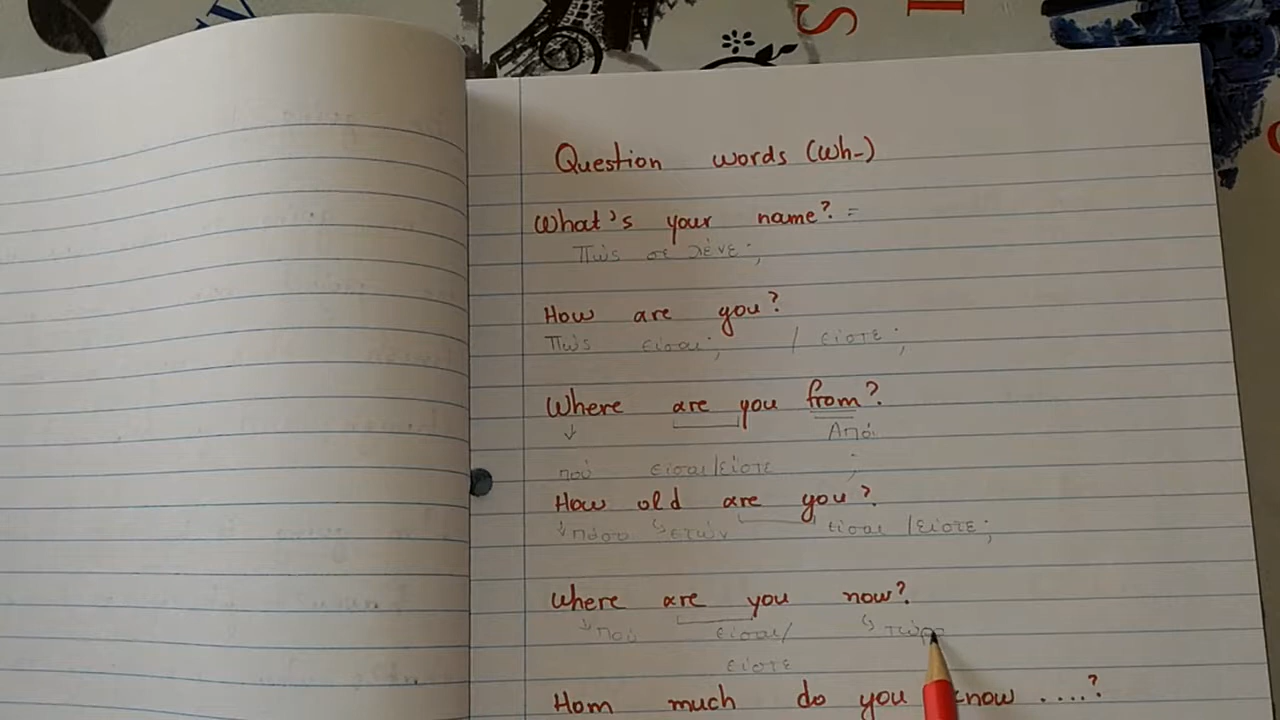 Question words (Wh-)
What's your name? =
Πώς σε λένε;
How are you?
Πώς είσαι; / είστε;
Where are you from?
Από
πού είσαι/είστε ;
How old are you?
πόσο ετών είσαι /είστε;
Where are you now?
πού είσαι/ τώρα
είστε
Hom much do you know ....?